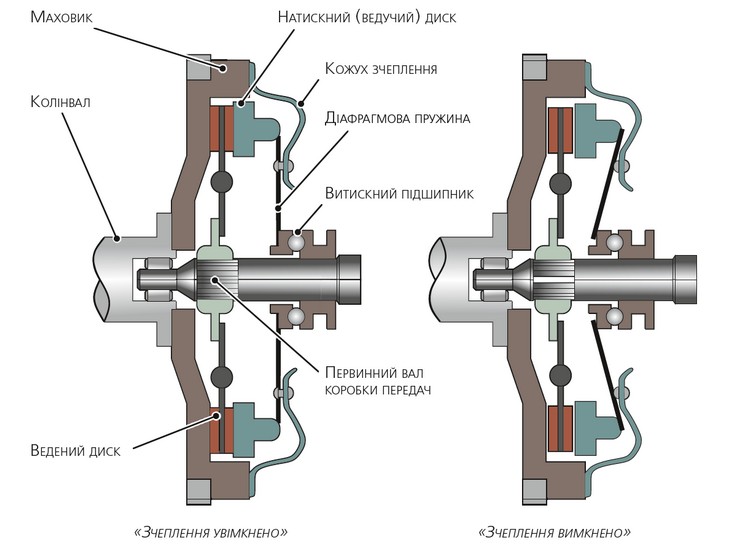 Маховик
Натискний (ведучий) диск
Кожух зчеплення
Колінвал
Діафрагмова пружина
Витискний підшипник
Первинний вал
коробки передач
Ведений диск
«Зчеплення увімкнено»
«Зчеплення вимкнено»